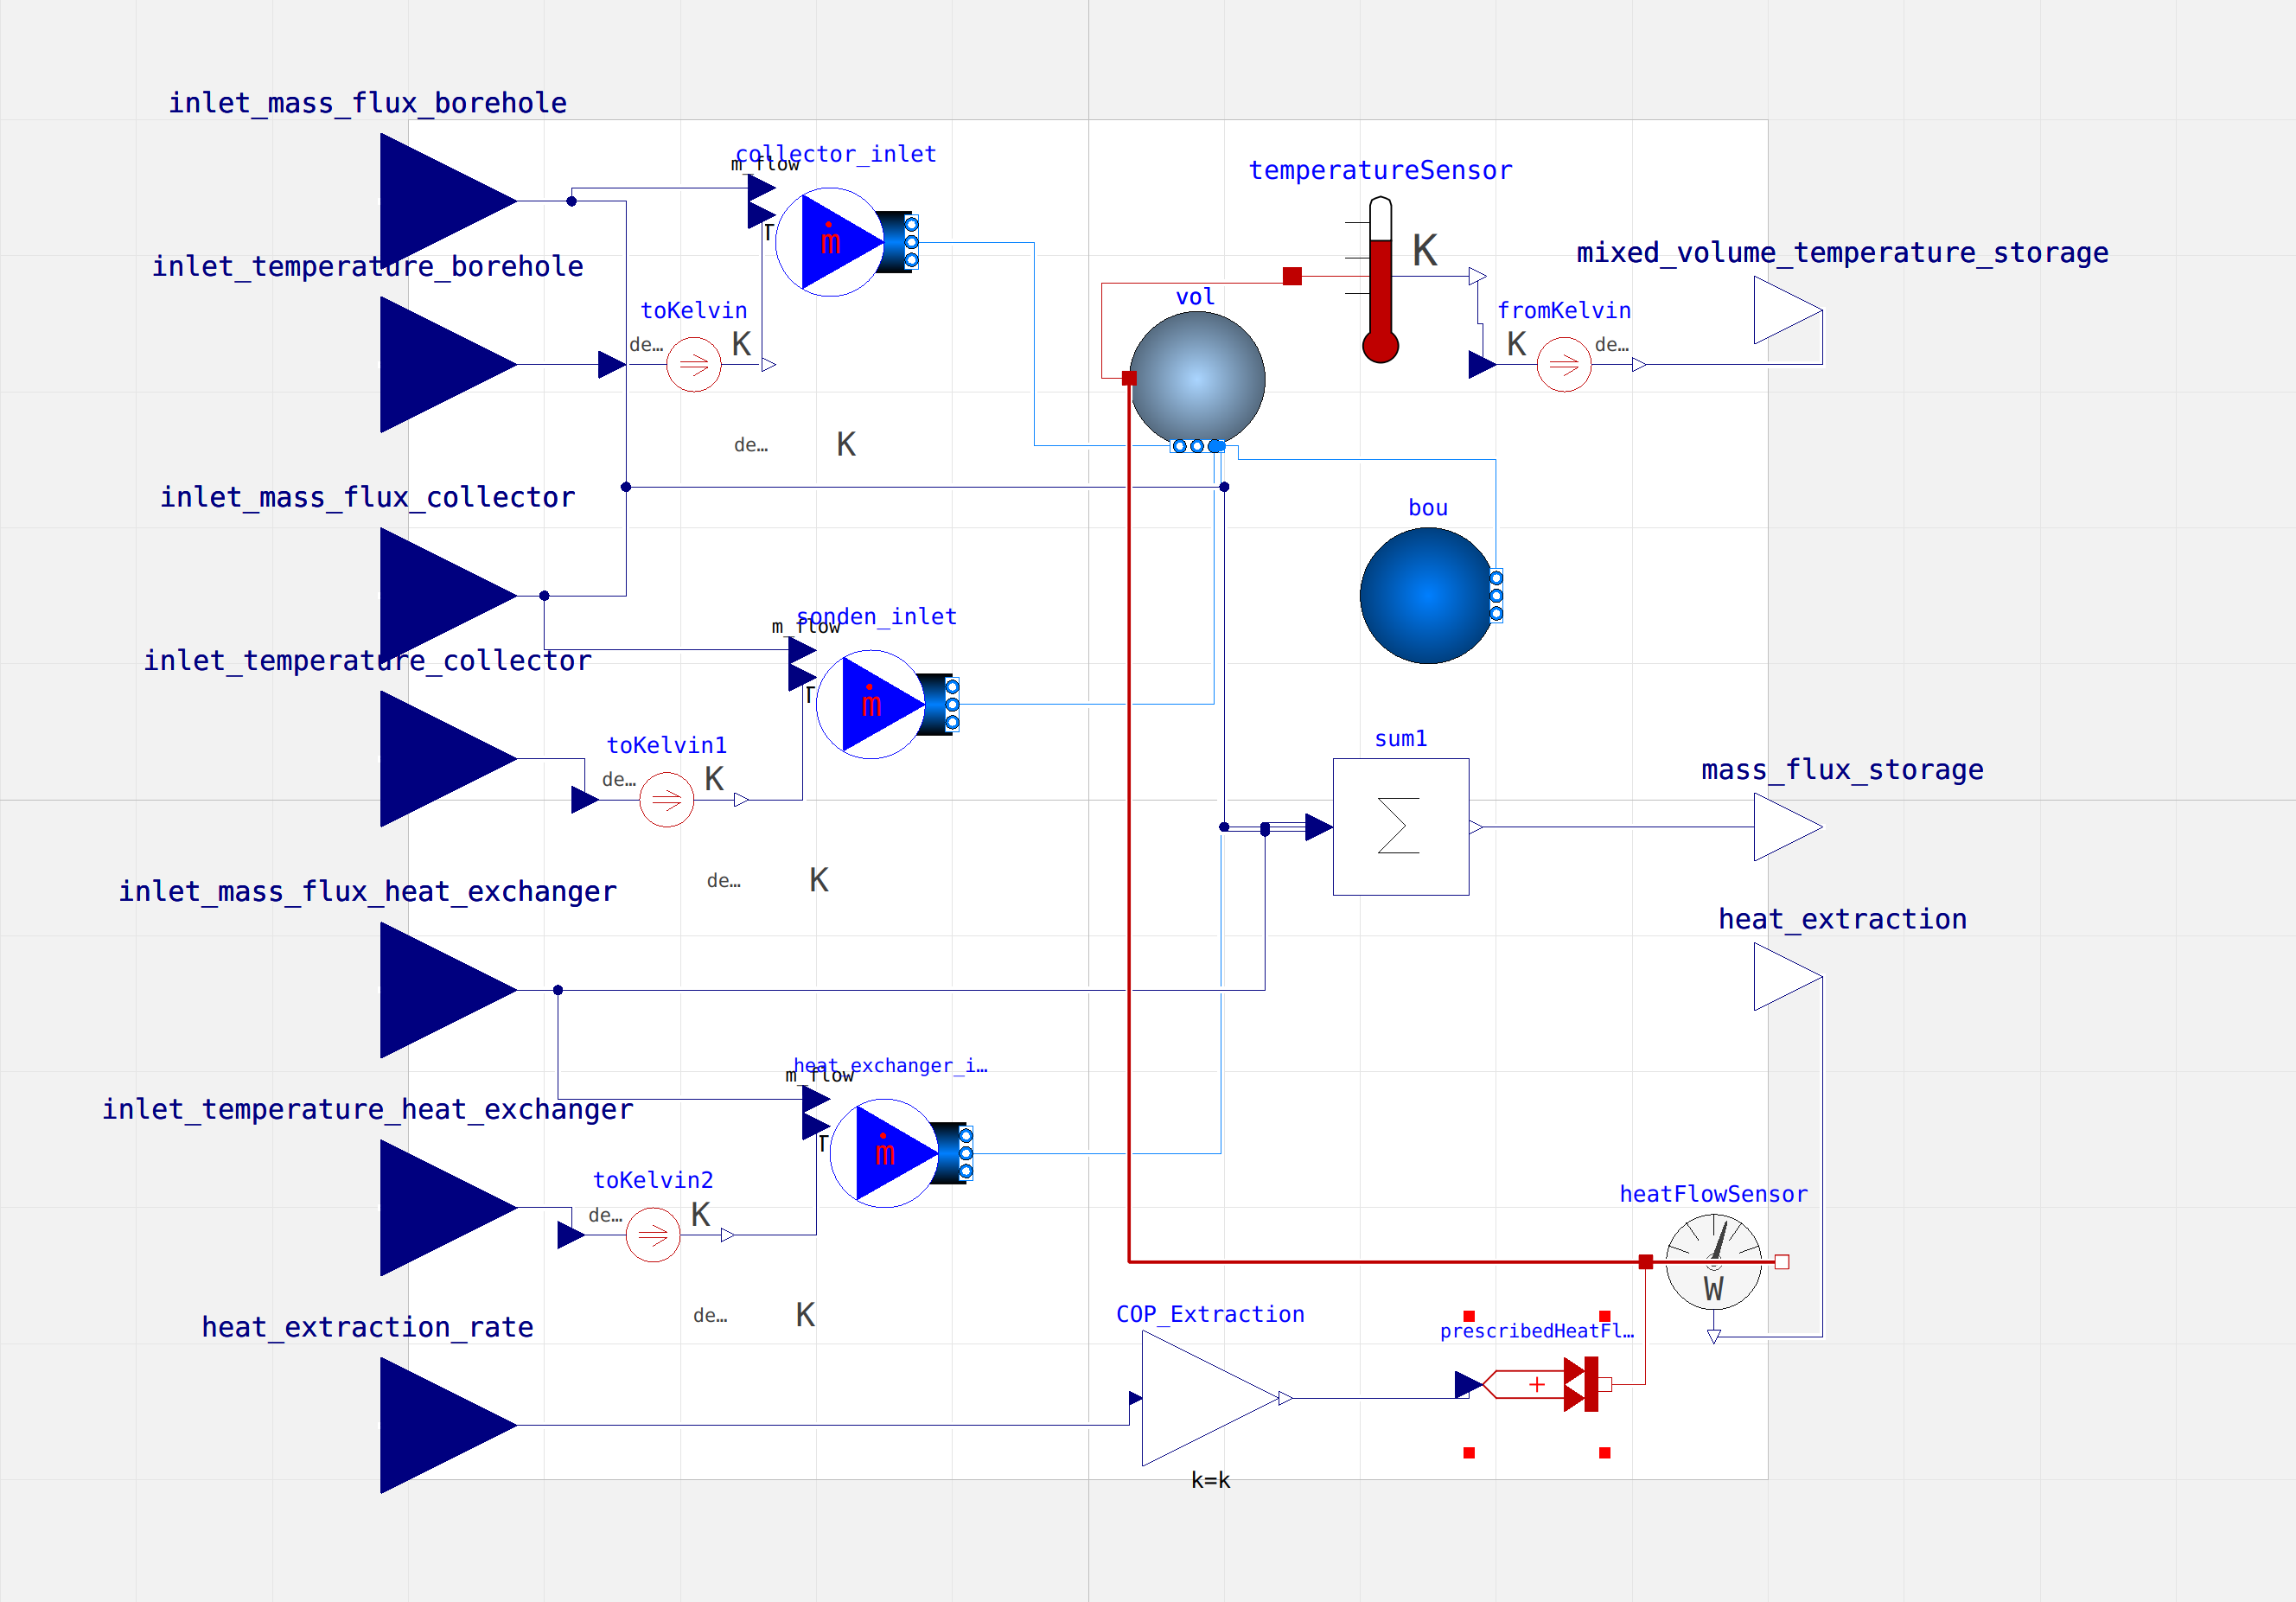 inlet_mass_flux_borehole
collector_inlet
m_flow
T
ṁ
inlet_temperature_borehole
toKelvin
de...
K
de...
K
temperatureSensor
K
mixed_volume_temperature_storage
vol
fromKelvin
K
de...
inlet_mass_flux_collector
bou
sonden_inlet
m_flow
T
ṁ
inlet_temperature_collector
toKelvin1
de...
K
sum1
Σ
mass_flux_storage
de...
K
inlet_mass_flux_heat_exchanger
heat_extraction
heat_exchanger_i...
m_flow
T
ṁ
inlet_temperature_heat_exchanger
toKelvin2
de...
K
heatFlowSensor
W
de...
K
heat_extraction_rate
COP_Extraction
prescribedHeatFl...
+
k=k